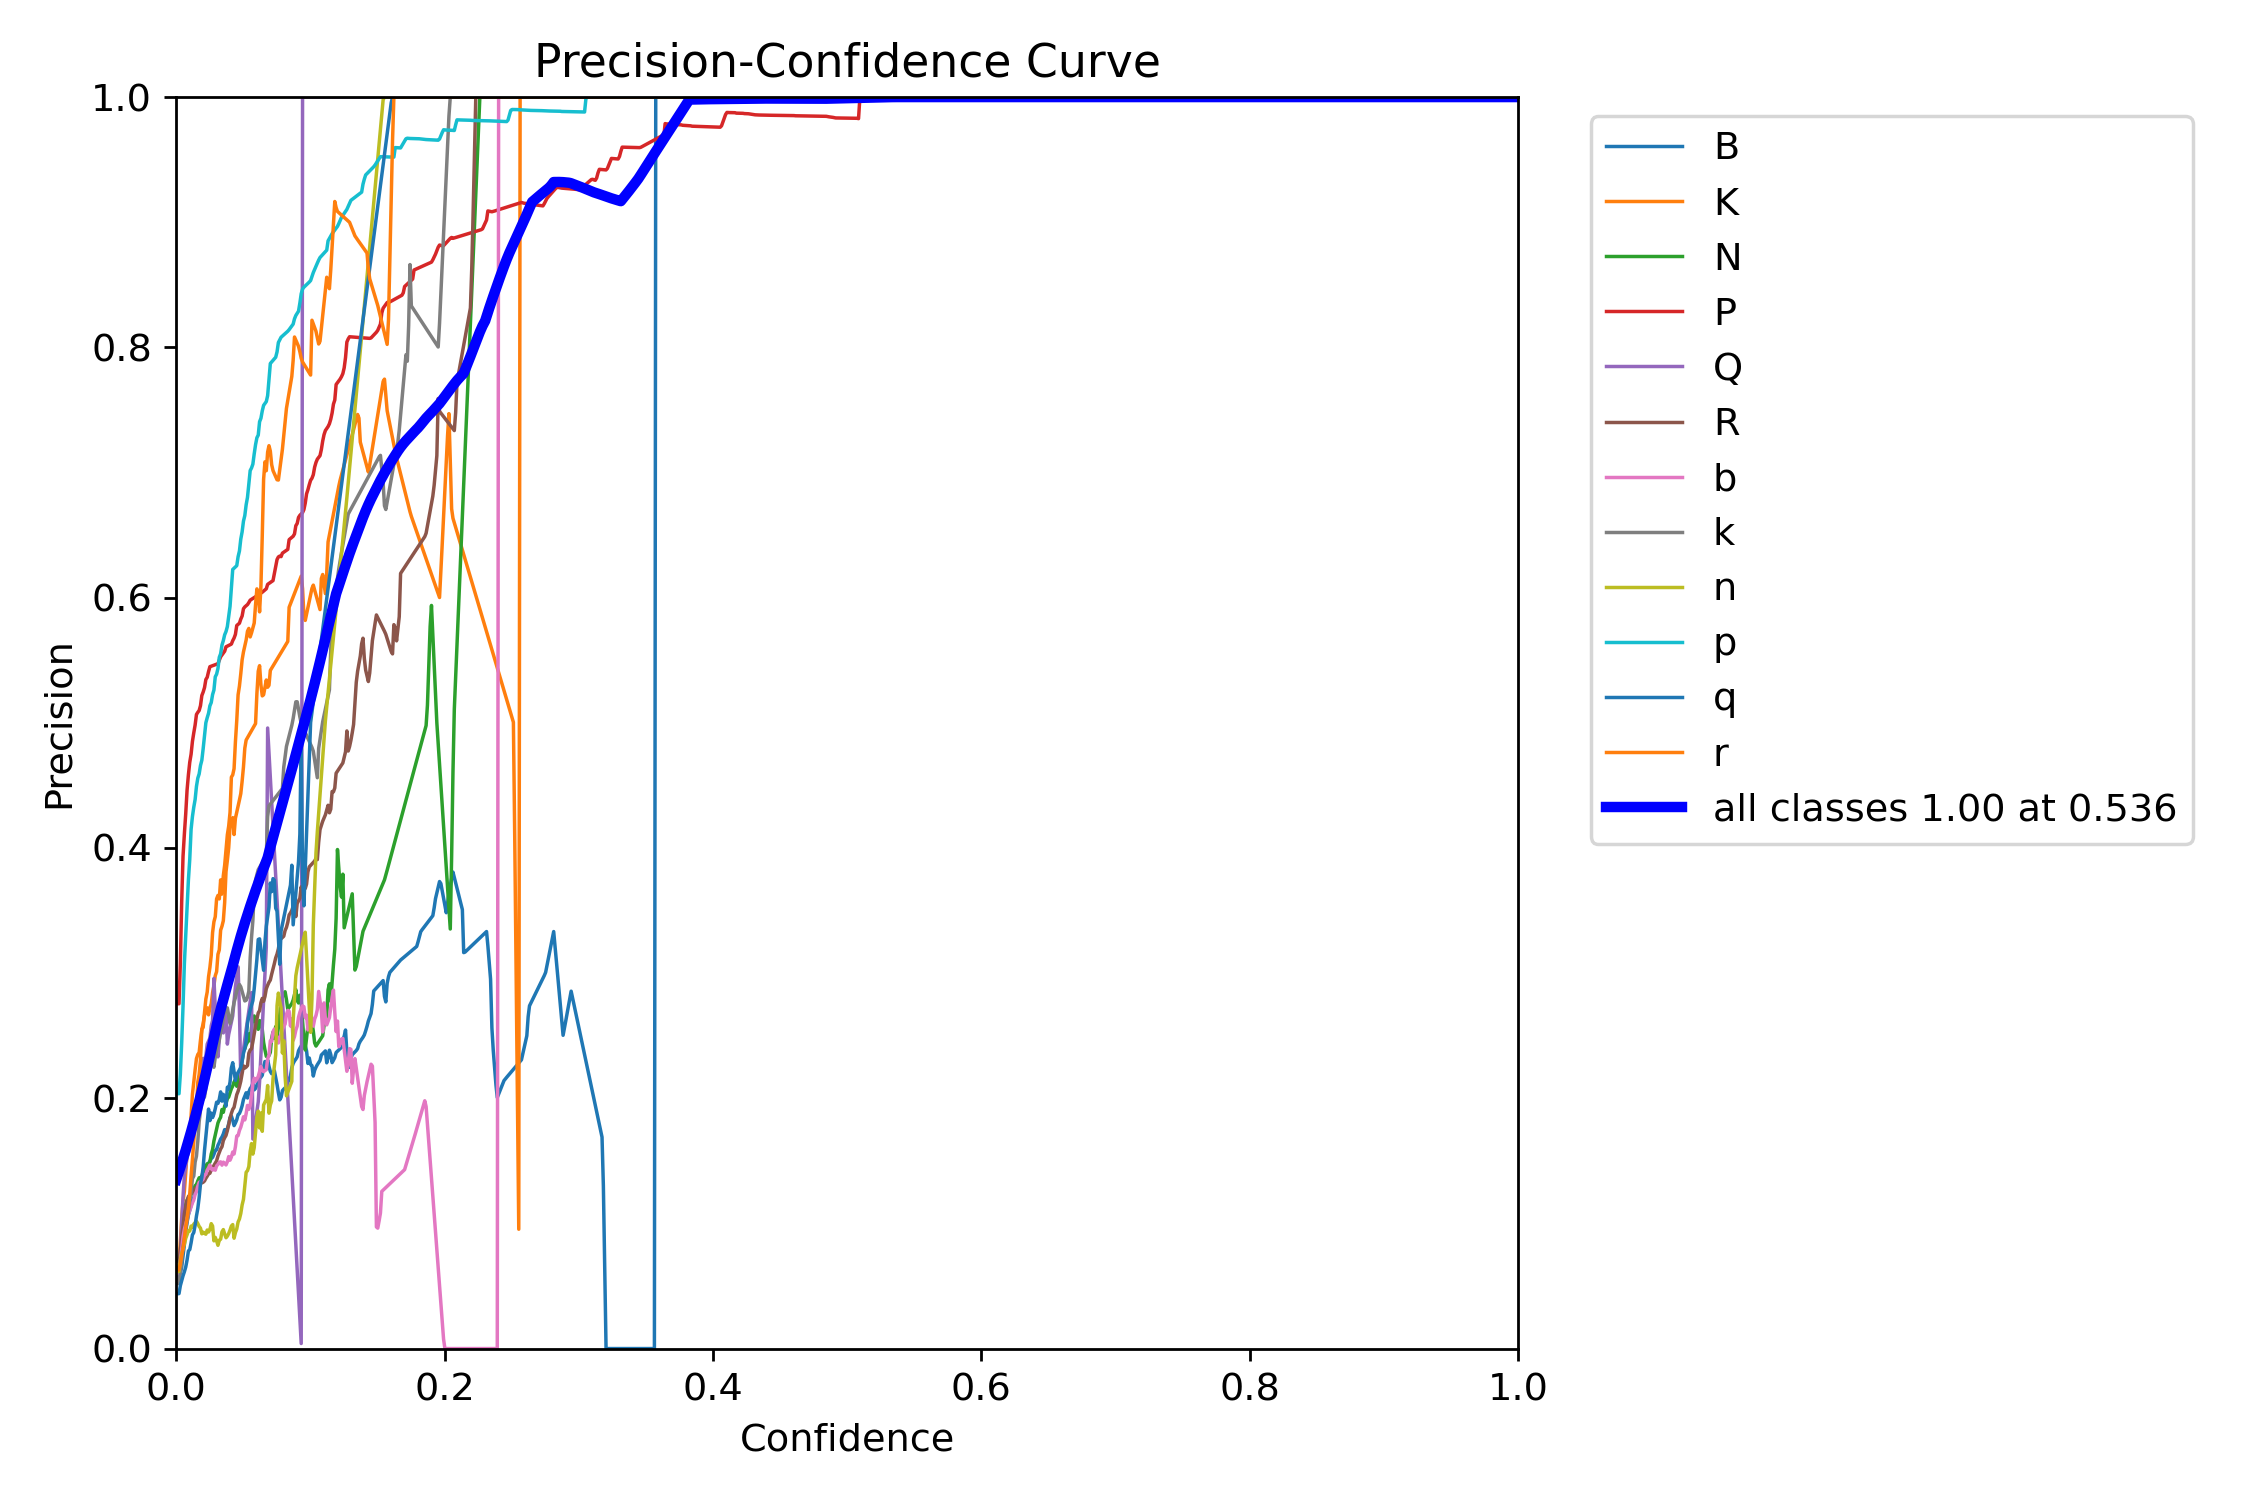 Precision-Confidence Curve
1.0
0.8
0.6
0.4
0.2
0.0
Precision
0.0 0.2 0.4 0.6 0.8 1.0
Confidence
B
K
N
P
Q
R
b
k
n
p
q
r
all classes 1.00 at 0.536